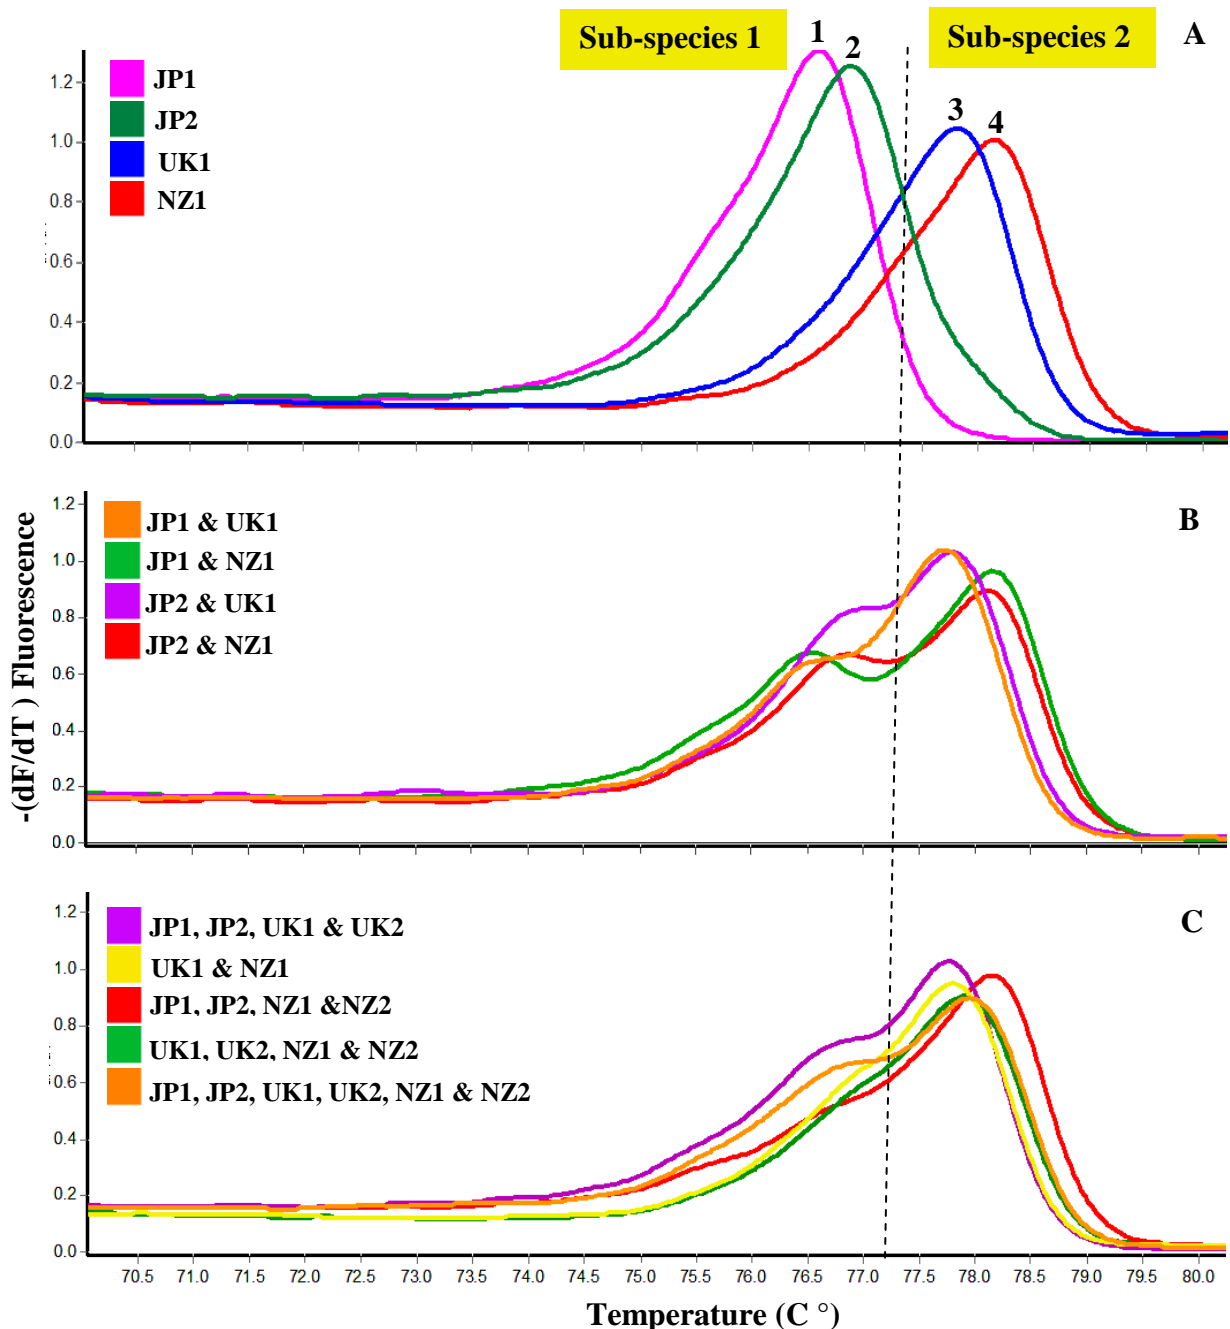 Sub-species 1
1
2
Sub-species 2
A
JP1
JP2
UK1
NZ1
3
4
1.2
1.0
0.8
0.6
0.4
0.2
0.0
-(dF/dT ) Fluorescence
B
JP1 & UK1
JP1 & NZ1
JP2 & UK1
JP2 & NZ1
1.2
1.0
0.8
0.6
0.4
0.2
0.0
C
JP1, JP2, UK1 & UK2
UK1 & NZ1
JP1, JP2, NZ1 &NZ2
UK1, UK2, NZ1 & NZ2
JP1, JP2, UK1, UK2, NZ1 & NZ2
1.2
1.0
0.8
0.6
0.4
0.2
0.0
70.5 71.0 71.5 72.0 72.5 73.0 73.5 74.0 74.5 75.0 75.5 76.0 76.5 77.0 77.5 78.0 78.5 79.0 79.5 80.0
Temperature (C °)